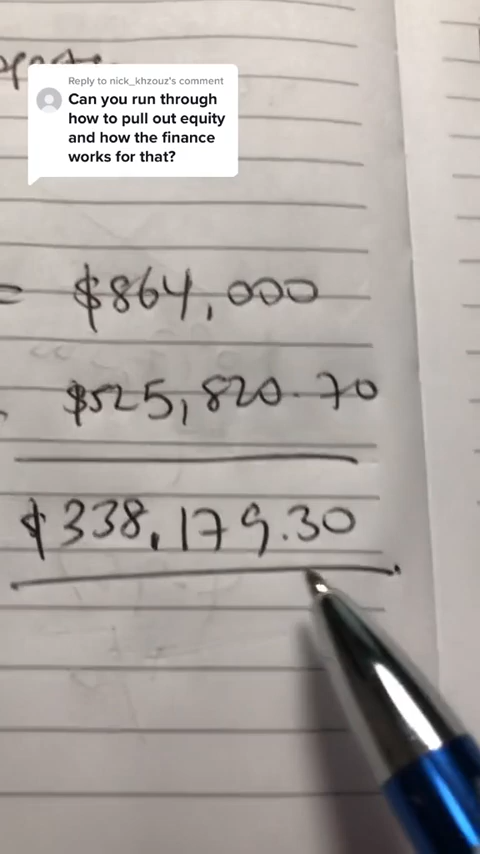 Reply to nick_khzouz's comment
Can you run through
how to pull out equity
and how the finance
works for that?
= $864,000
$525,820.70
$338,179.30